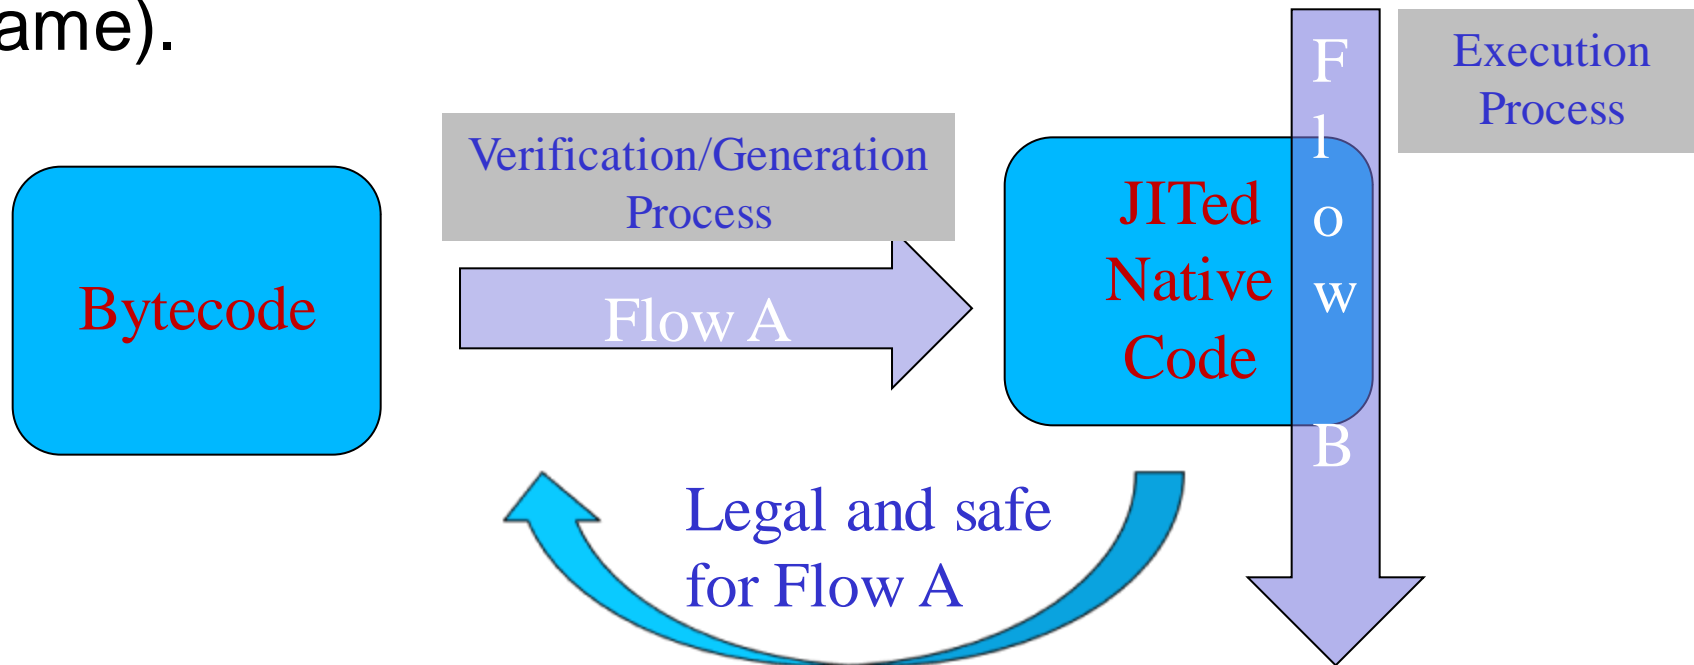 ame).
Execution
Process
Verification/Generation
Process
Bytecode
Flow A
JITed
Native
Code
F
l
o
w
B
Legal and safe
for Flow A